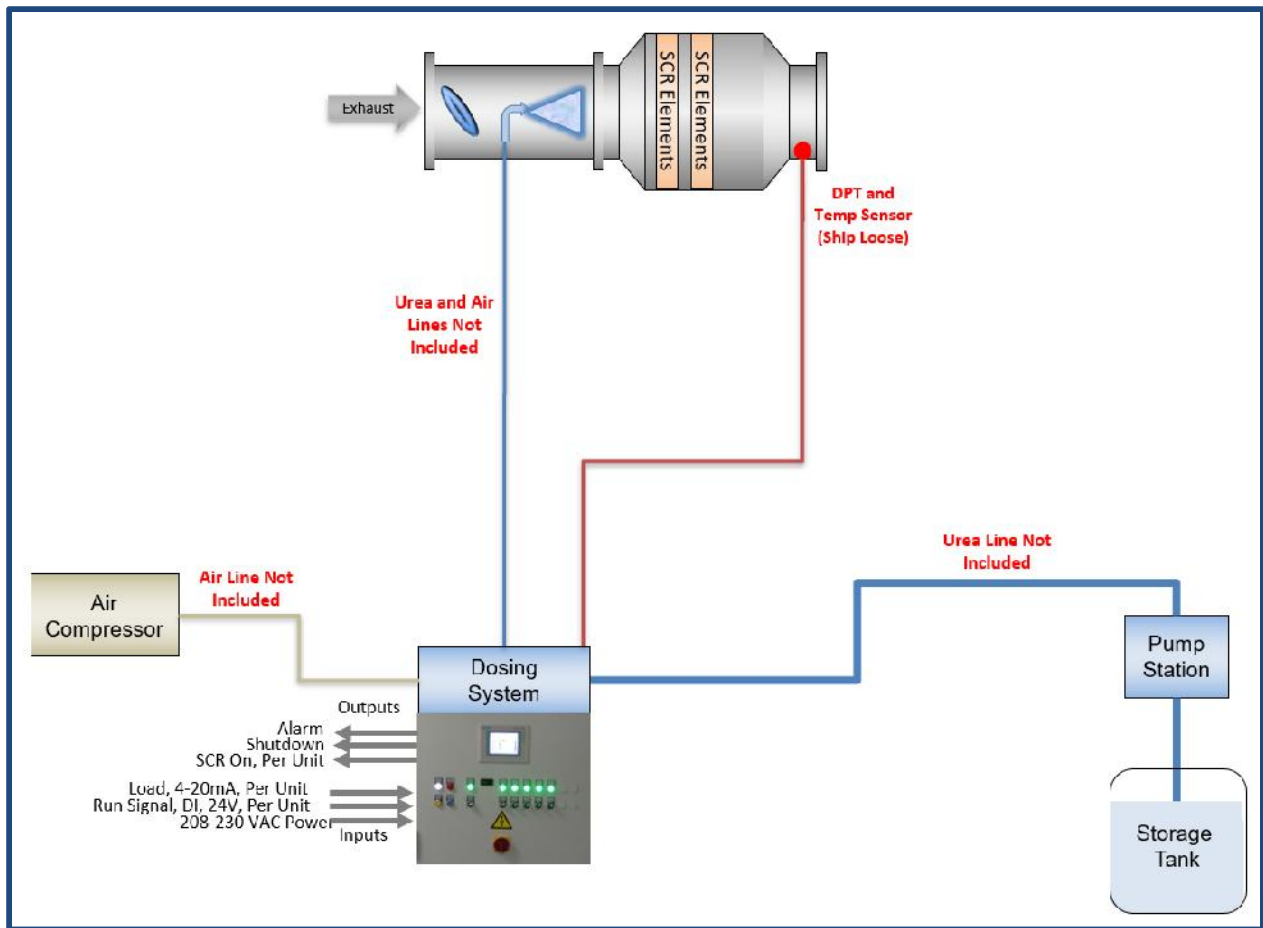 Exhaust
SCR Elements
SCR Elements
DPT and
Temp Sensor
(Ship Loose)
Urea and Air
Lines Not
Included
Urea Line Not
Included
Air Line Not
Included
Air
Compressor
Dosing
System
Pump
Station
Storage
Tank
Outputs
Alarm
Shutdown
SCR On, Per Unit
Load, 4-20mA, Per Unit
Run Signal, DI, 24V, Per Unit
208-230 VAC Power
Inputs